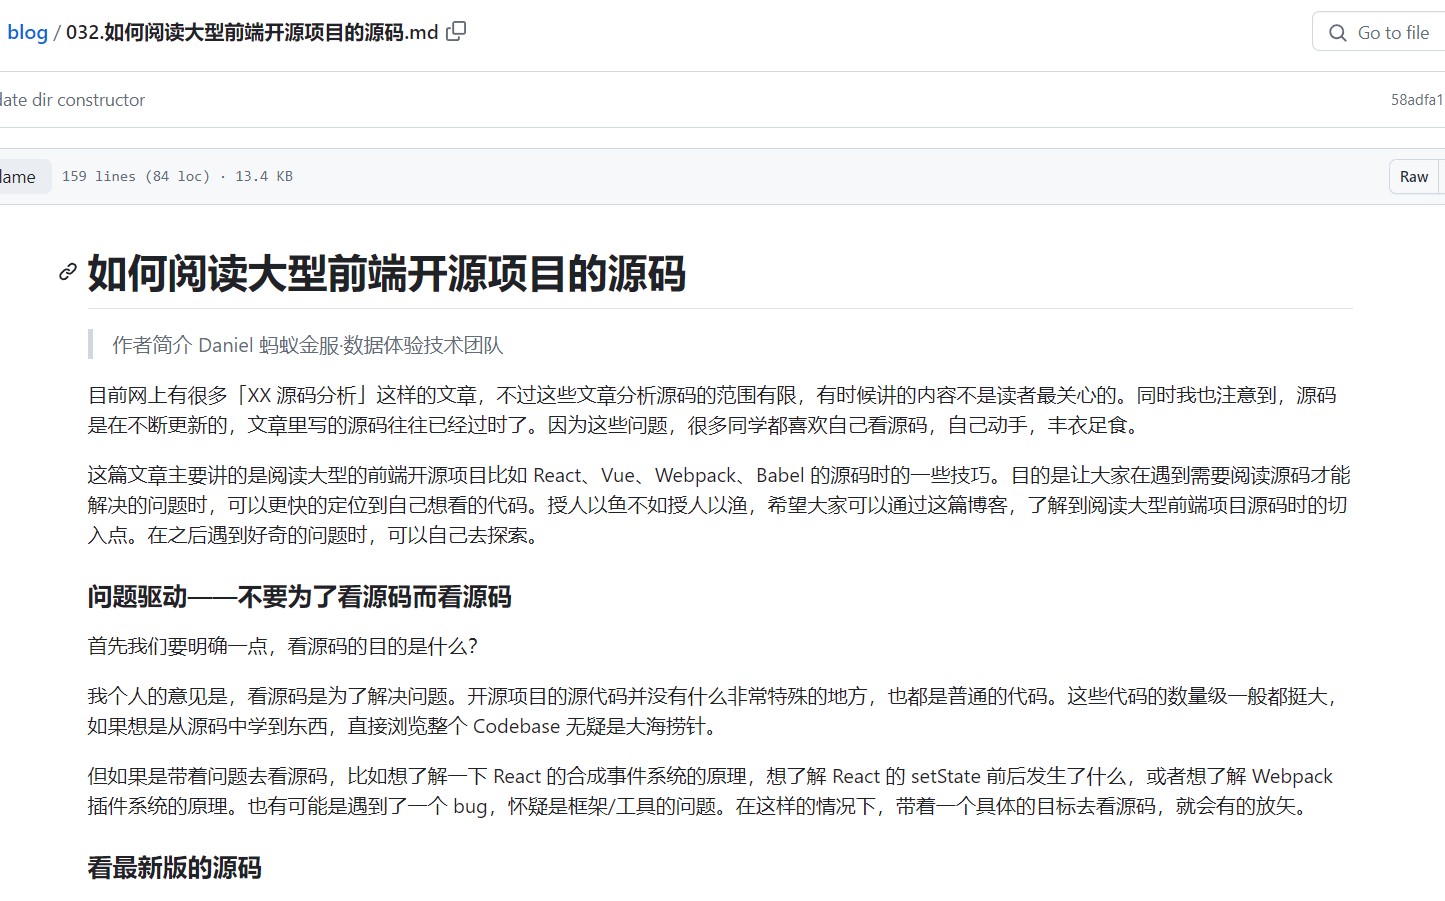 blog / 032.如何阅读大型前端开源项目的源码.md
Go to file
date dir constructor
58adfa1
159 lines (84 loc) · 13.4 KB
Raw
如何阅读大型前端开源项目的源码
作者简介 Daniel 蚂蚁金服·数据体验技术团队
目前网上有很多「XX 源码分析」这样的文章，不过这些文章分析源码的范围有限，有时候讲的内容不是读者最关心的。同时我也注意到，源码
是在不断更新的，文章里写的源码往往已经过时了。因为这些问题，很多同学都喜欢自己看源码，自己动手，丰衣足食。
这篇文章主要讲的是阅读大型的前端开源项目比如 React、Vue、Webpack、Babel 的源码时的一些技巧。目的是让大家在遇到需要阅读源码才能
解决的问题时，可以更快的定位到自己想看的代码。授人以鱼不如授人以渔，希望大家可以通过这篇博客，了解到阅读大型前端项目源码时的切
入点。在之后遇到好奇的问题时，可以自己去探索。
问题驱动——不要为了看源码而看源码
首先我们要明确一点，看源码的目的是什么？
我个人的意见是，看源码是为了解决问题。开源项目的源代码并没有什么非常特殊的地方，也都是普通的代码。这些代码的数量级一般都挺大，
如果想是从源码中学到东西，直接浏览整个 Codebase 无疑是大海捞针。
但如果是带着问题去看源码，比如想了解一下 React 的合成事件系统的原理，想了解 React 的 setState 前后发生了什么，或者想了解 Webpack
插件系统的原理。也有可能是遇到了一个 bug，怀疑是框架/工具的问题。在这样的情况下，带着一个具体的目标去看源码，就会有的放矢。
看最新版的源码